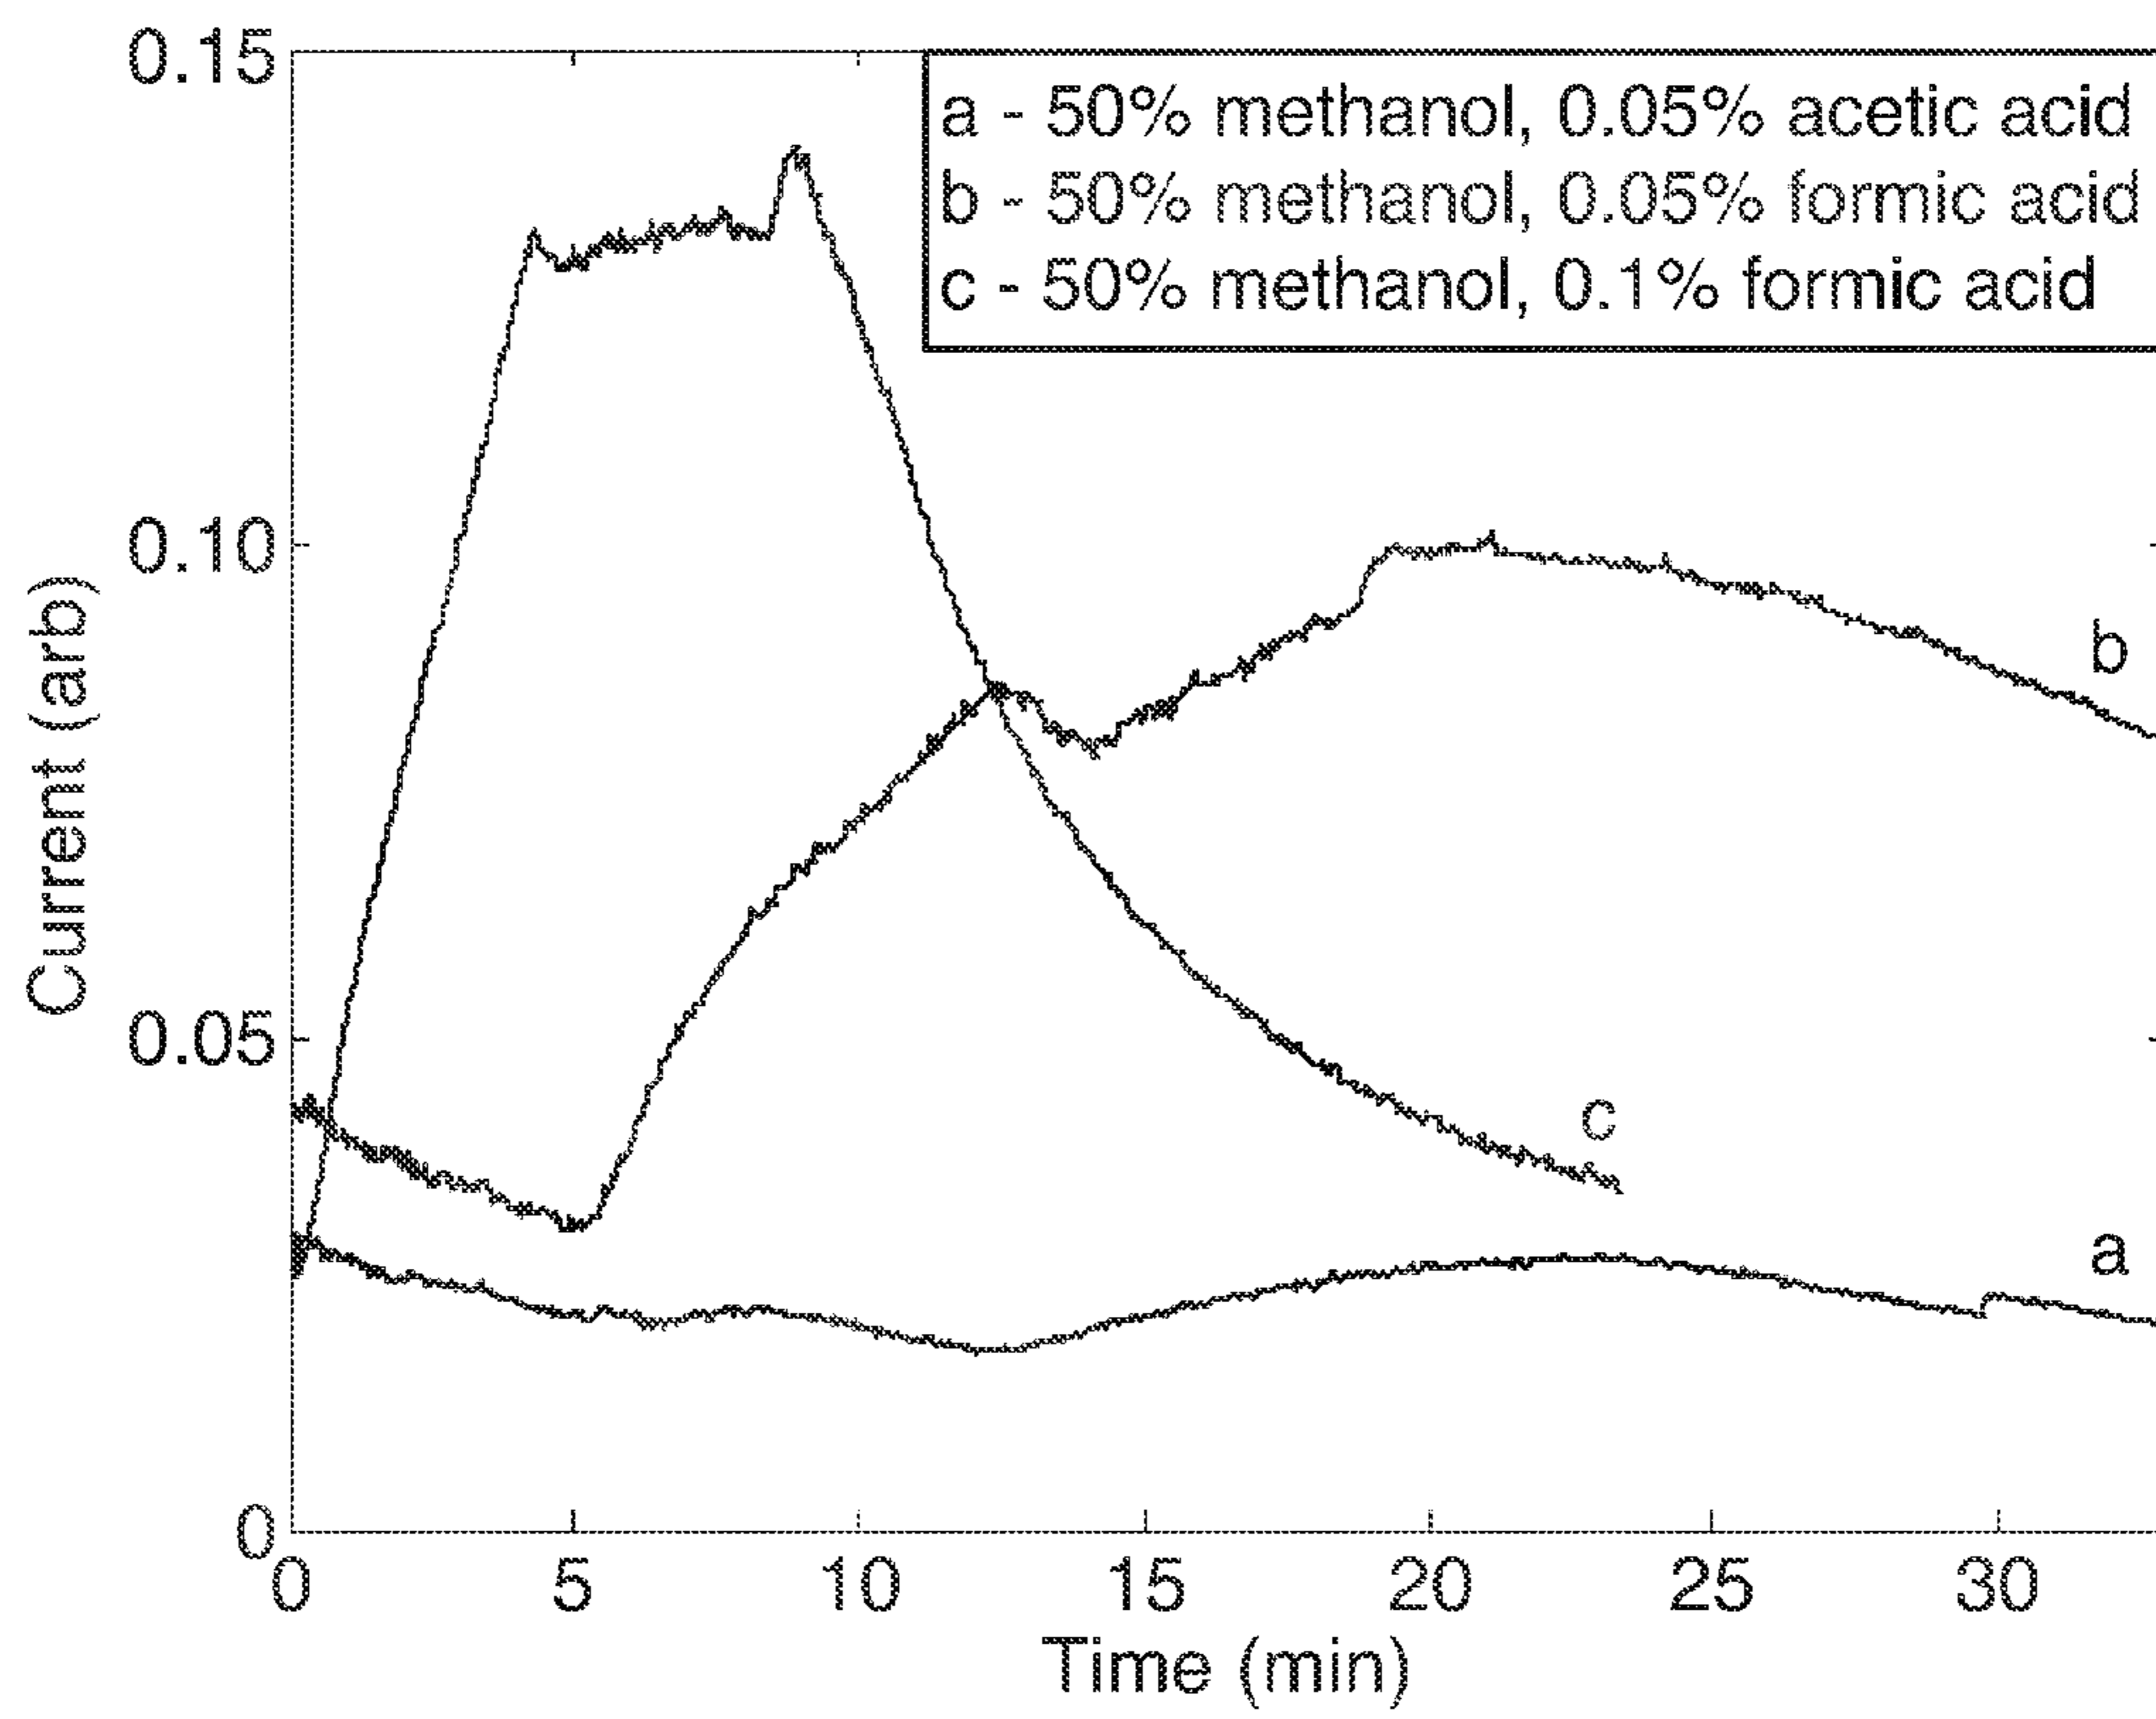 0.15
a - 50% methanol, 0.05% acetic acid
b - 50% methanol, 0.05% formic acid
c - 50% methanol, 0.1% formic acid
0.10
Current (arb)
b
0.05
c
a
0
0 5 10 15 20 25 30
Time (min)